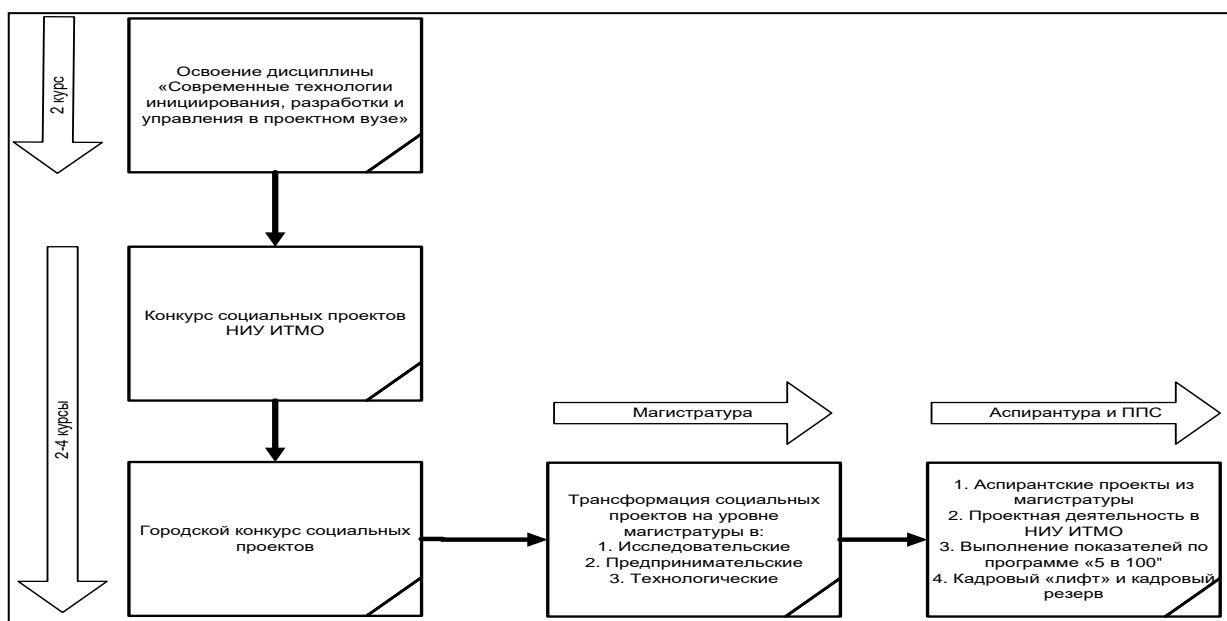 2 курс
Освоение дисциплины
«Современные технологии
инициирования, разработки и
управления в проектном вузе»
2-4 курсы
Конкурс социальных проектов
НИУ ИТМО
Городской конкурс социальных
проектов
Магистратура
Трансформация социальных
проектов на уровне
магистратуры в:
1. Исследовательские
2. Предпринимательские
3. Технологические
Аспирантура и ППС
1. Аспирантские проекты из
магистратуры
2. Проектная деятельность в
НИУ ИТМО
3. Выполнение показателей по
программе «5 в 100"
4. Кадровый «лифт» и кадровый
резерв